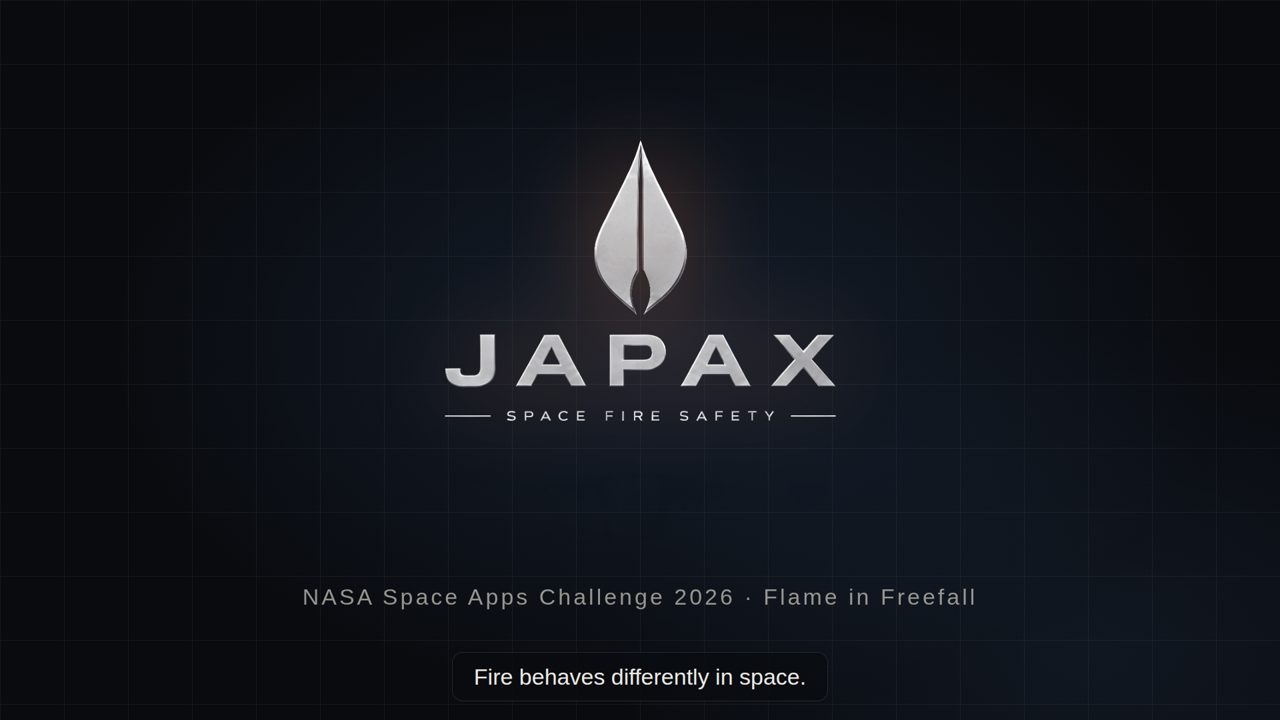 JAPAX
SPACE FIRE SAFETY
NASA Space Apps Challenge 2026 · Flame in Freefall
Fire behaves differently in space.